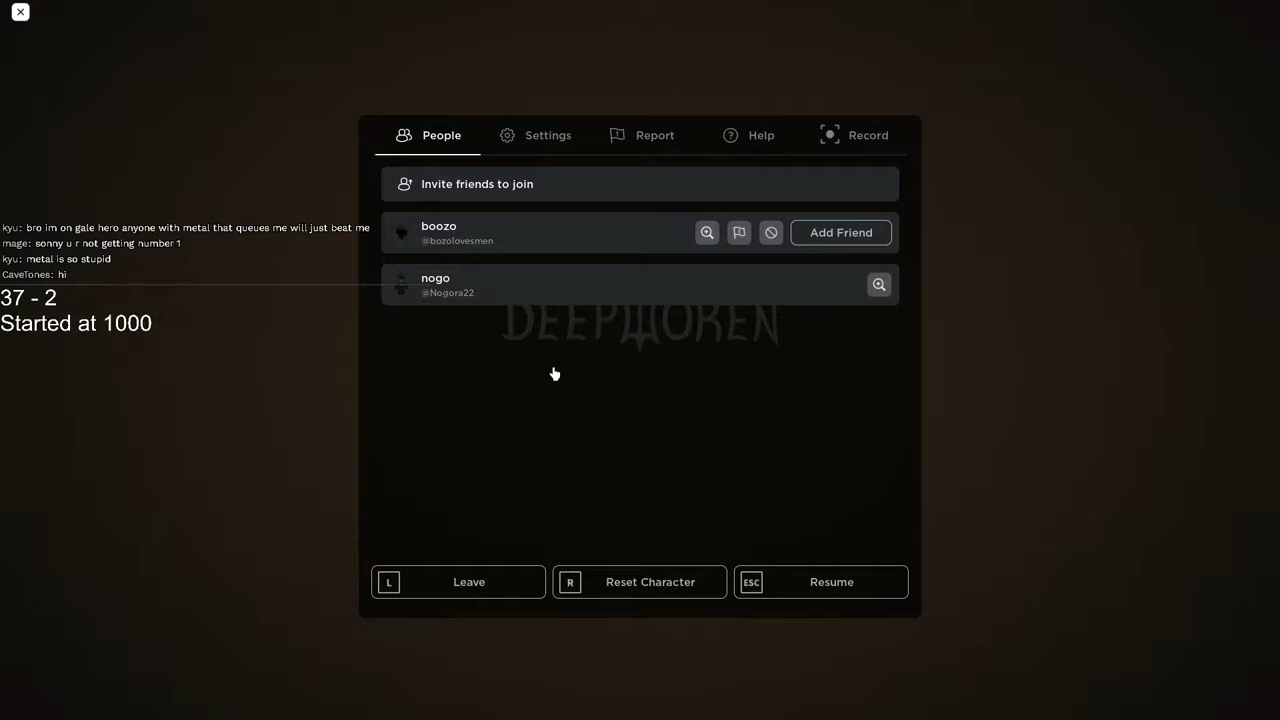 People Settings Report Help Record
Invite friends to join
boozo
@bozolovesmen
Add Friend
nogo
@Nogora22
kyu: bro im on gale hero anyone with metal that queues me will just beat me
mage: sonny u r not getting number 1
kyu: metal is so stupid
CaveTones: hi
37 - 2
Started at 1000
DEEPWOKEN
L Leave R Reset Character ESC Resume